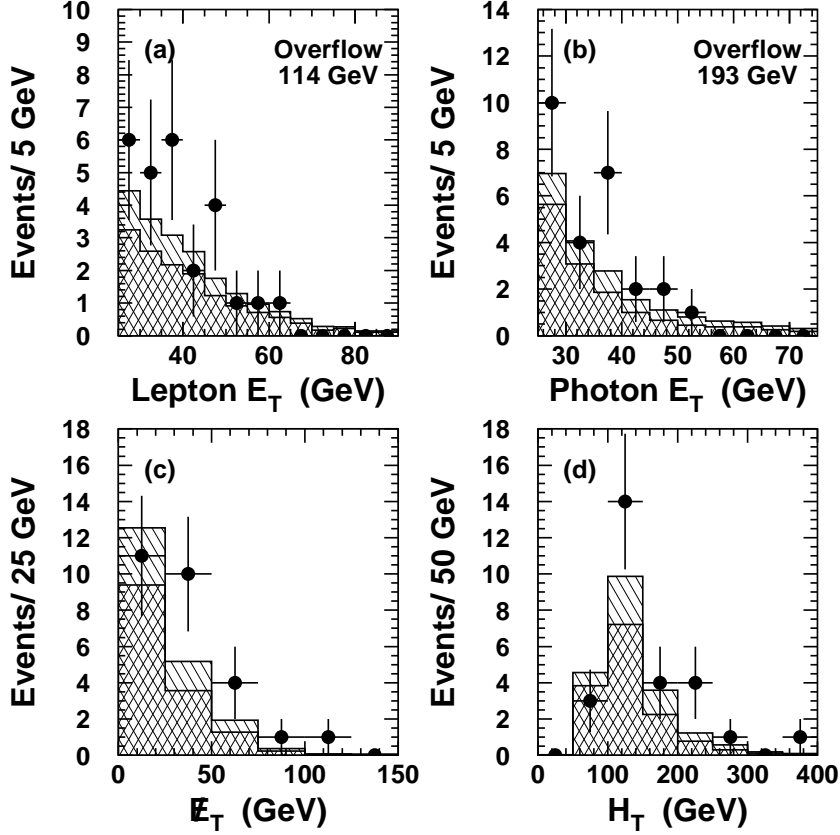 (a)
Overflow
114 GeV
Events/ 5 GeV
10
9
8
7
6
5
4
3
2
1
0
40 60 80
Lepton E_T (GeV)
(b)
Overflow
193 GeV
Events/ 5 GeV
14
12
10
8
6
4
2
0
30 40 50 60 70
Photon E_T (GeV)
(c)
Events/ 25 GeV
18
16
14
12
10
8
6
4
2
0
0 50 100 150
E̸_T (GeV)
(d)
Events/ 50 GeV
18
16
14
12
10
8
6
4
2
0
0 100 200 300 400
H_T (GeV)